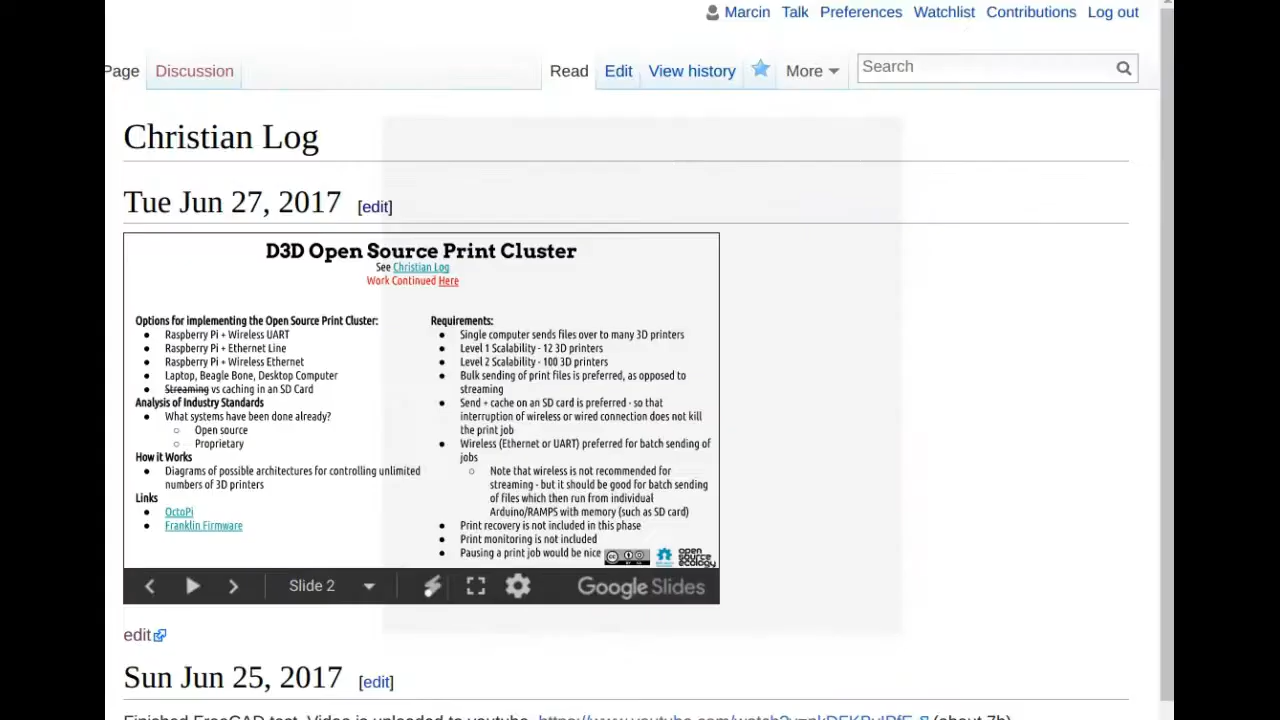 Marcin Talk Preferences Watchlist Contributions Log out
Page Discussion Read Edit View history More Search
Christian Log
Tue Jun 27, 2017 [edit]
D3D Open Source Print Cluster
See Christian Log
Work Continued Here
Options for implementing the Open Source Print Cluster:
Raspberry Pi + Wireless UART
Raspberry Pi + Ethernet Line
Raspberry Pi + Wireless Ethernet
Laptop, Beagle Bone, Desktop Computer
Streaming vs caching in an SD Card
Analysis of Industry Standards
What systems have been done already?
Open source
Proprietary
How it Works
Diagrams of possible architectures for controlling unlimited
numbers of 3D printers
Links
OctoPi
Franklin Firmware
Requirements:
Single computer sends files over to many 3D printers
Level 1 Scalability - 12 3D printers
Level 2 Scalability - 100 3D printers
Bulk sending of print files is preferred, as opposed to
streaming
Send + cache on an SD card is preferred - so that
interruption of wireless or wired connection does not kill
the print job
Wireless (Ethernet or UART) preferred for batch sending of
jobs
Note that wireless is not recommended for
streaming - but it should be good for batch sending
of files which then run from individual
Arduino/RAMPS with memory (such as SD card)
Print recovery is not included in this phase
Print monitoring is not included
Pausing a print job would be nice
open
source
ecology
Slide 2 Google Slides
edit
Sun Jun 25, 2017 [edit]
Finished FreeCAD test. Video is uploaded to youtube. (about 7h)